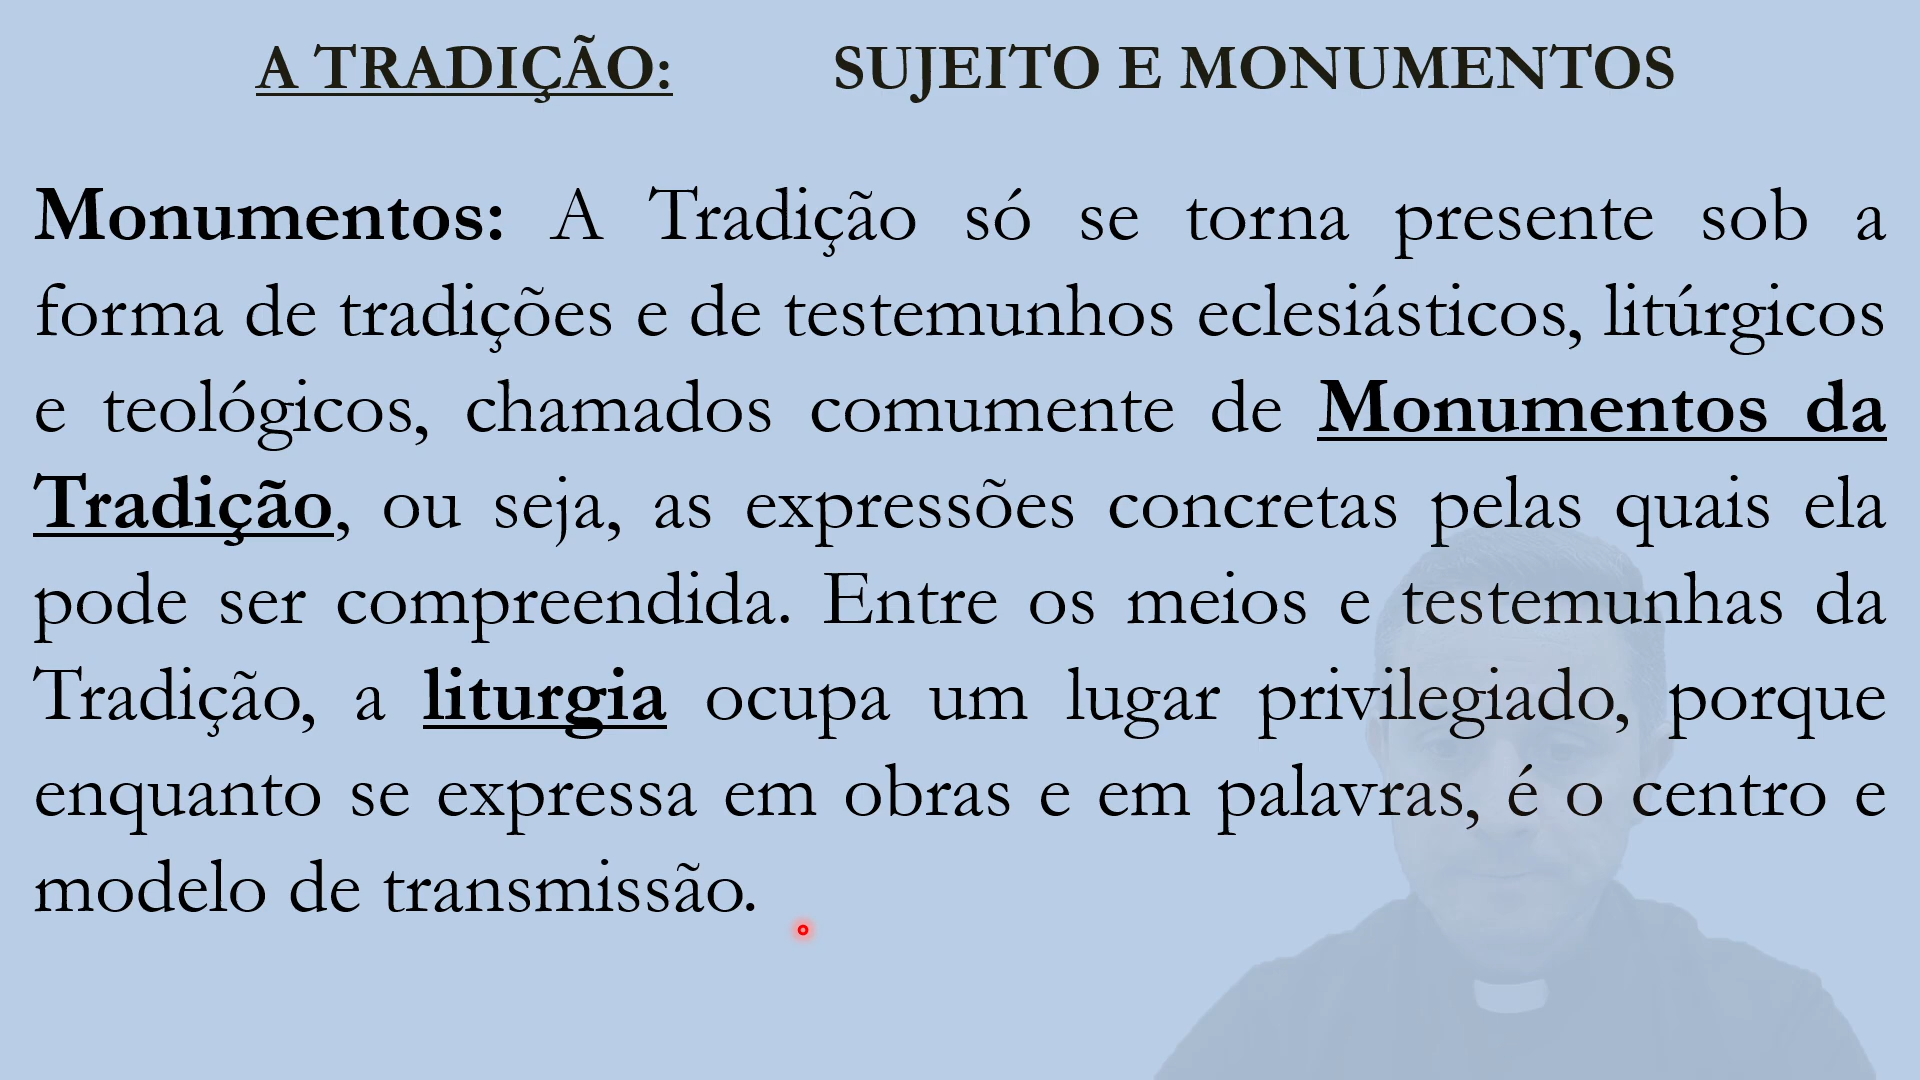 A TRADIÇÃO: SUJEITO E MONUMENTOS
Monumentos: A Tradição só se torna presente sob a
forma de tradições e de testemunhos eclesiásticos, litúrgicos
e teológicos, chamados comumente de Monumentos da
Tradição, ou seja, as expressões concretas pelas quais ela
pode ser compreendida. Entre os meios e testemunhas da
Tradição, a liturgia ocupa um lugar privilegiado, porque
enquanto se expressa em obras e em palavras, é o centro e
modelo de transmissão.